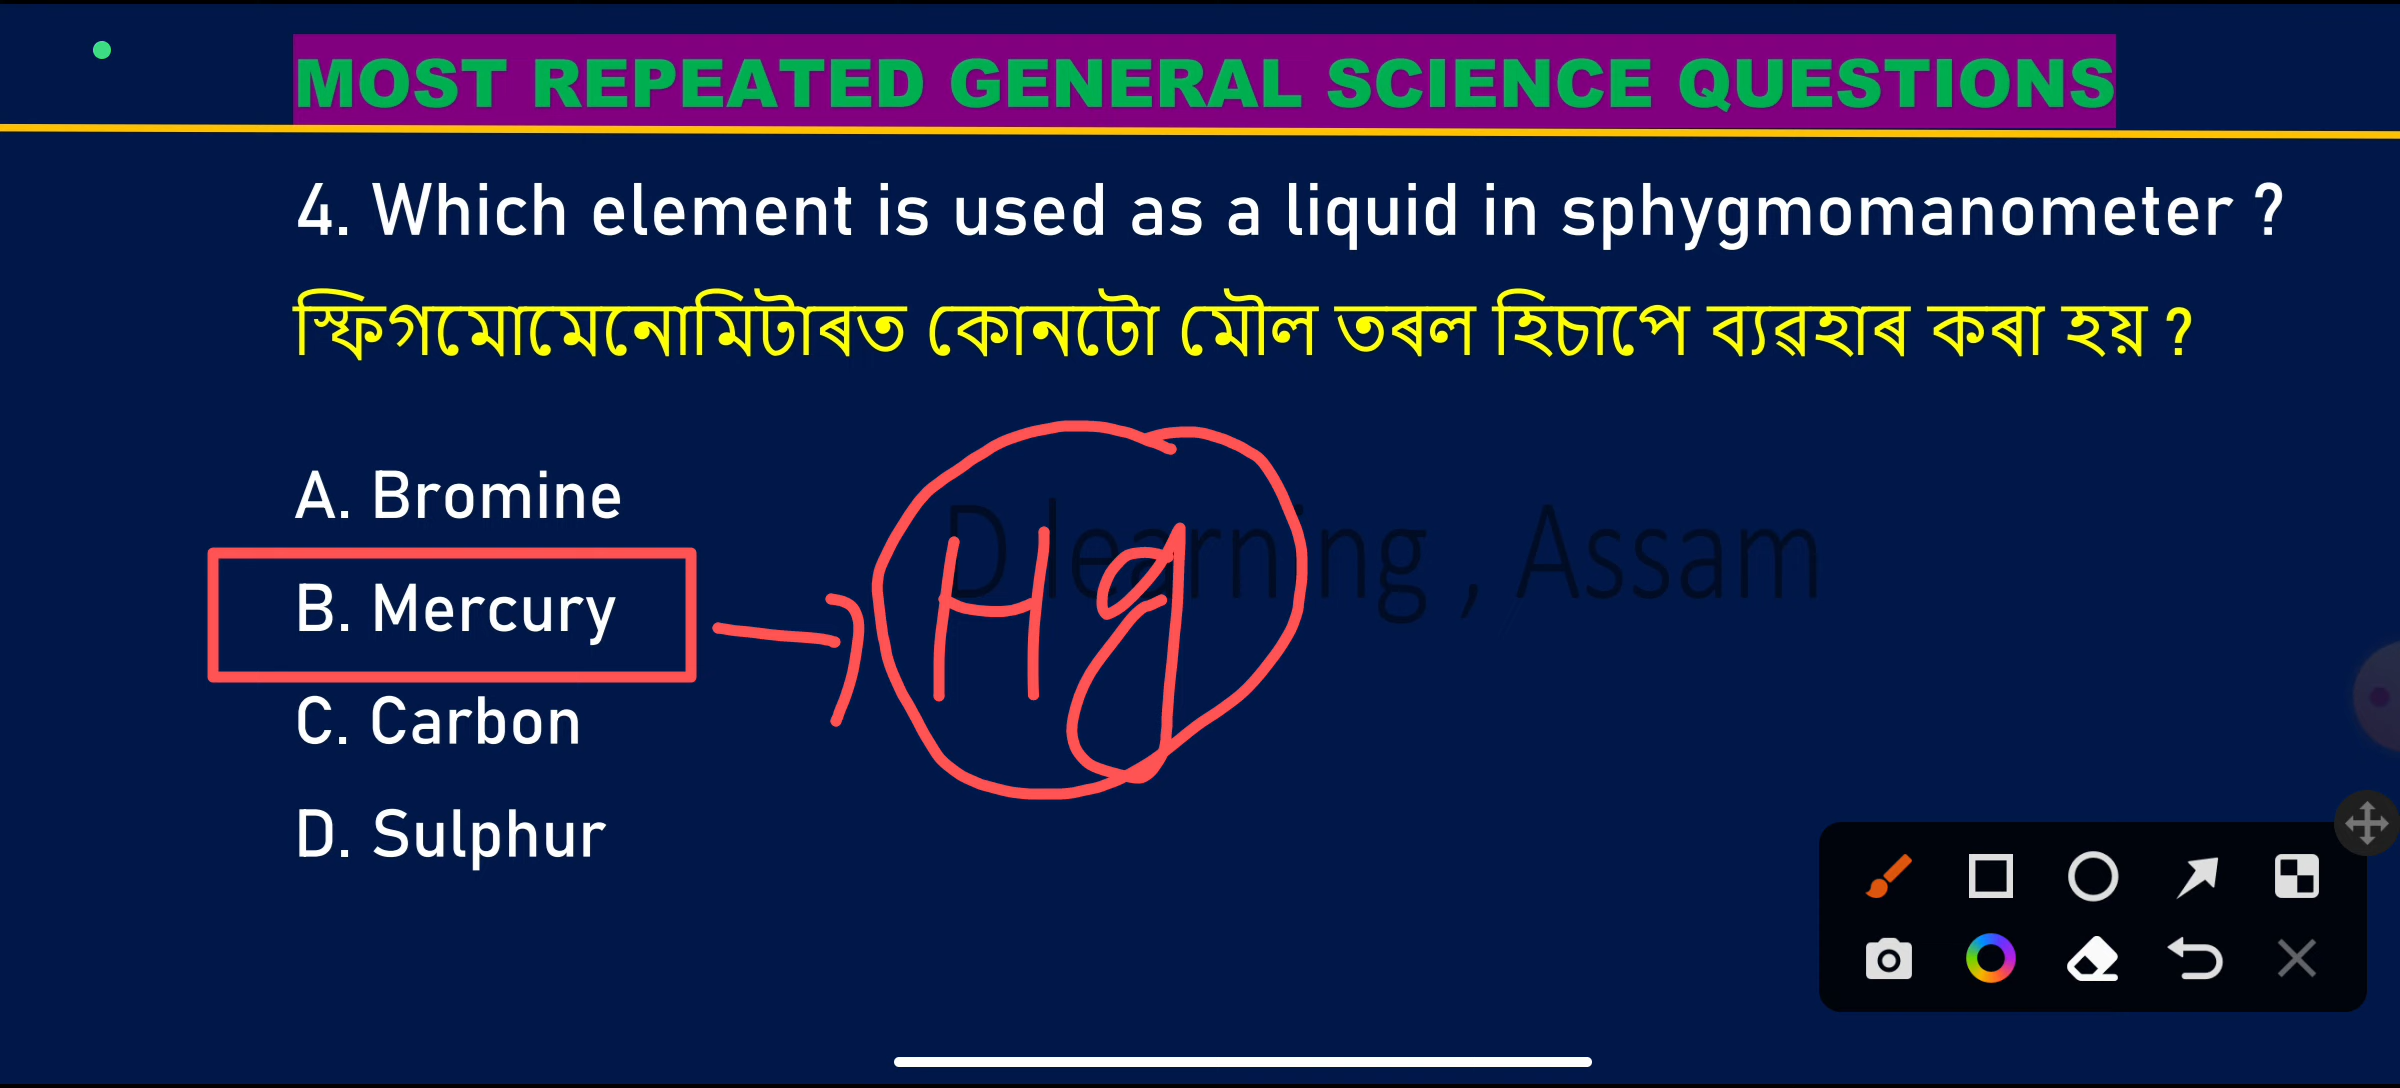 MOST REPEATED GENERAL SCIENCE QUESTIONS
4. Which element is used as a liquid in sphygmomanometer ?
স্ফিগমোমেনোমিটাৰত কোনটো মৌল তৰল হিচাপে ব্যৱহাৰ কৰা হয় ?
A. Bromine
B. Mercury
Hg
D learning , Assam
C. Carbon
D. Sulphur